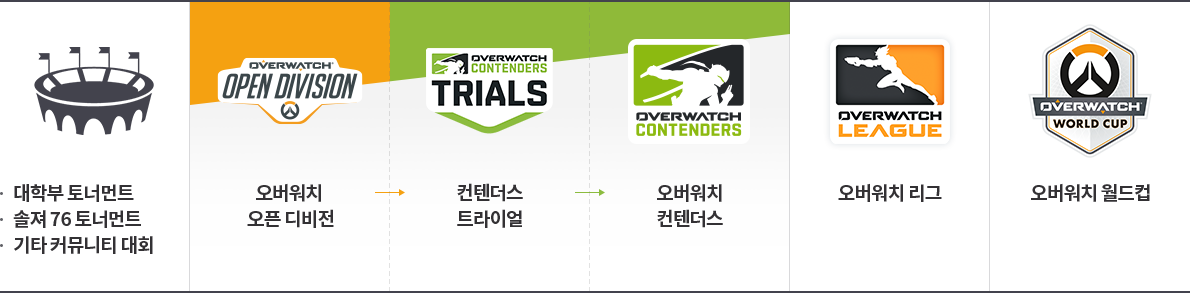 · 대학부 토너먼트
· 솔져 76 토너먼트
· 기타 커뮤니티 대회
OVERWATCH
OPEN DIVISION
오버워치
오픈 디비전
OVERWATCH
CONTENDERS
TRIALS
컨텐더스
트라이얼
OVERWATCH
CONTENDERS
오버워치
컨텐더스
OVERWATCH
LEAGUE
오버워치 리그
OVERWATCH
WORLD CUP
오버워치 월드컵